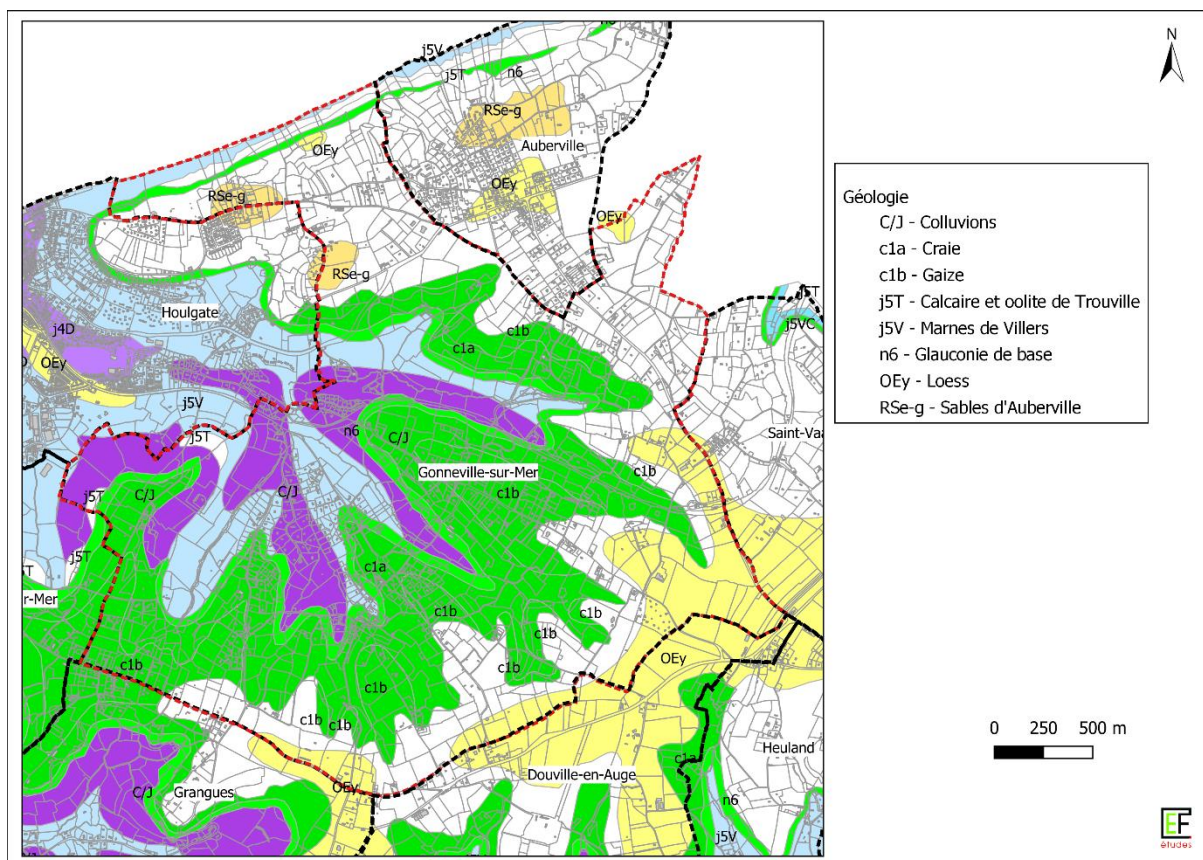 n6
j5V
j5T
n6
RSe-g
Auberville
OEy
OEy
RSe-g
OEy
RSe-g
j5T
j5VC
Houlgate
c1b
c1a
j4D
OEy
j5V
j5T
n6
C/J
Saint-Vaa
Gonneville-sur-Mer
c1b
C/J
C/J
c1b
j5T
j5T
c1a
r-Mer
c1b
c1b
c1b
c1b
c1b
OEy
c1b
c1b
c1b
c1a
Heuland
Douville-en-Auge
OEy
C/J
Grangues
n6
j5V
N
Géologie
C/J - Colluvions
c1a - Craie
c1b - Gaize
j5T - Calcaire et oolite de Trouville
j5V - Marnes de Villers
n6 - Glauconie de base
OEy - Loess
RSe-g - Sables d'Auberville
0 250 500 m
EF
études